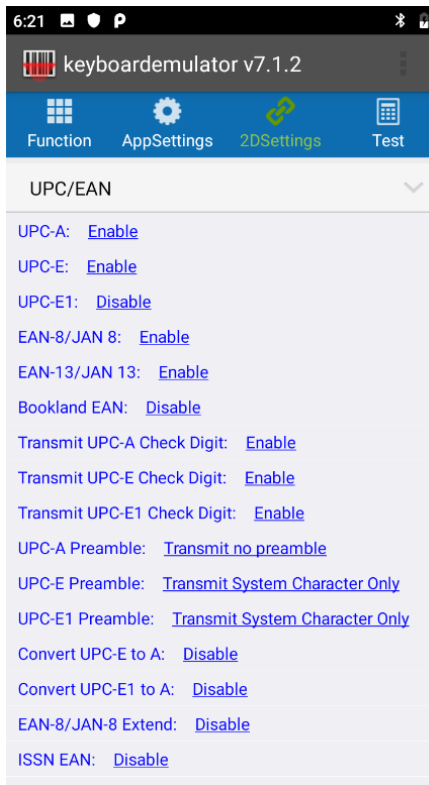 6:21
keyboardemulator v7.1.2
Function AppSettings 2DSettings Test
UPC/EAN
UPC-A: Enable
UPC-E: Enable
UPC-E1: Disable
EAN-8/JAN 8: Enable
EAN-13/JAN 13: Enable
Bookland EAN: Disable
Transmit UPC-A Check Digit: Enable
Transmit UPC-E Check Digit: Enable
Transmit UPC-E1 Check Digit: Enable
UPC-A Preamble: Transmit no preamble
UPC-E Preamble: Transmit System Character Only
UPC-E1 Preamble: Transmit System Character Only
Convert UPC-E to A: Disable
Convert UPC-E1 to A: Disable
EAN-8/JAN-8 Extend: Disable
ISSN EAN: Disable